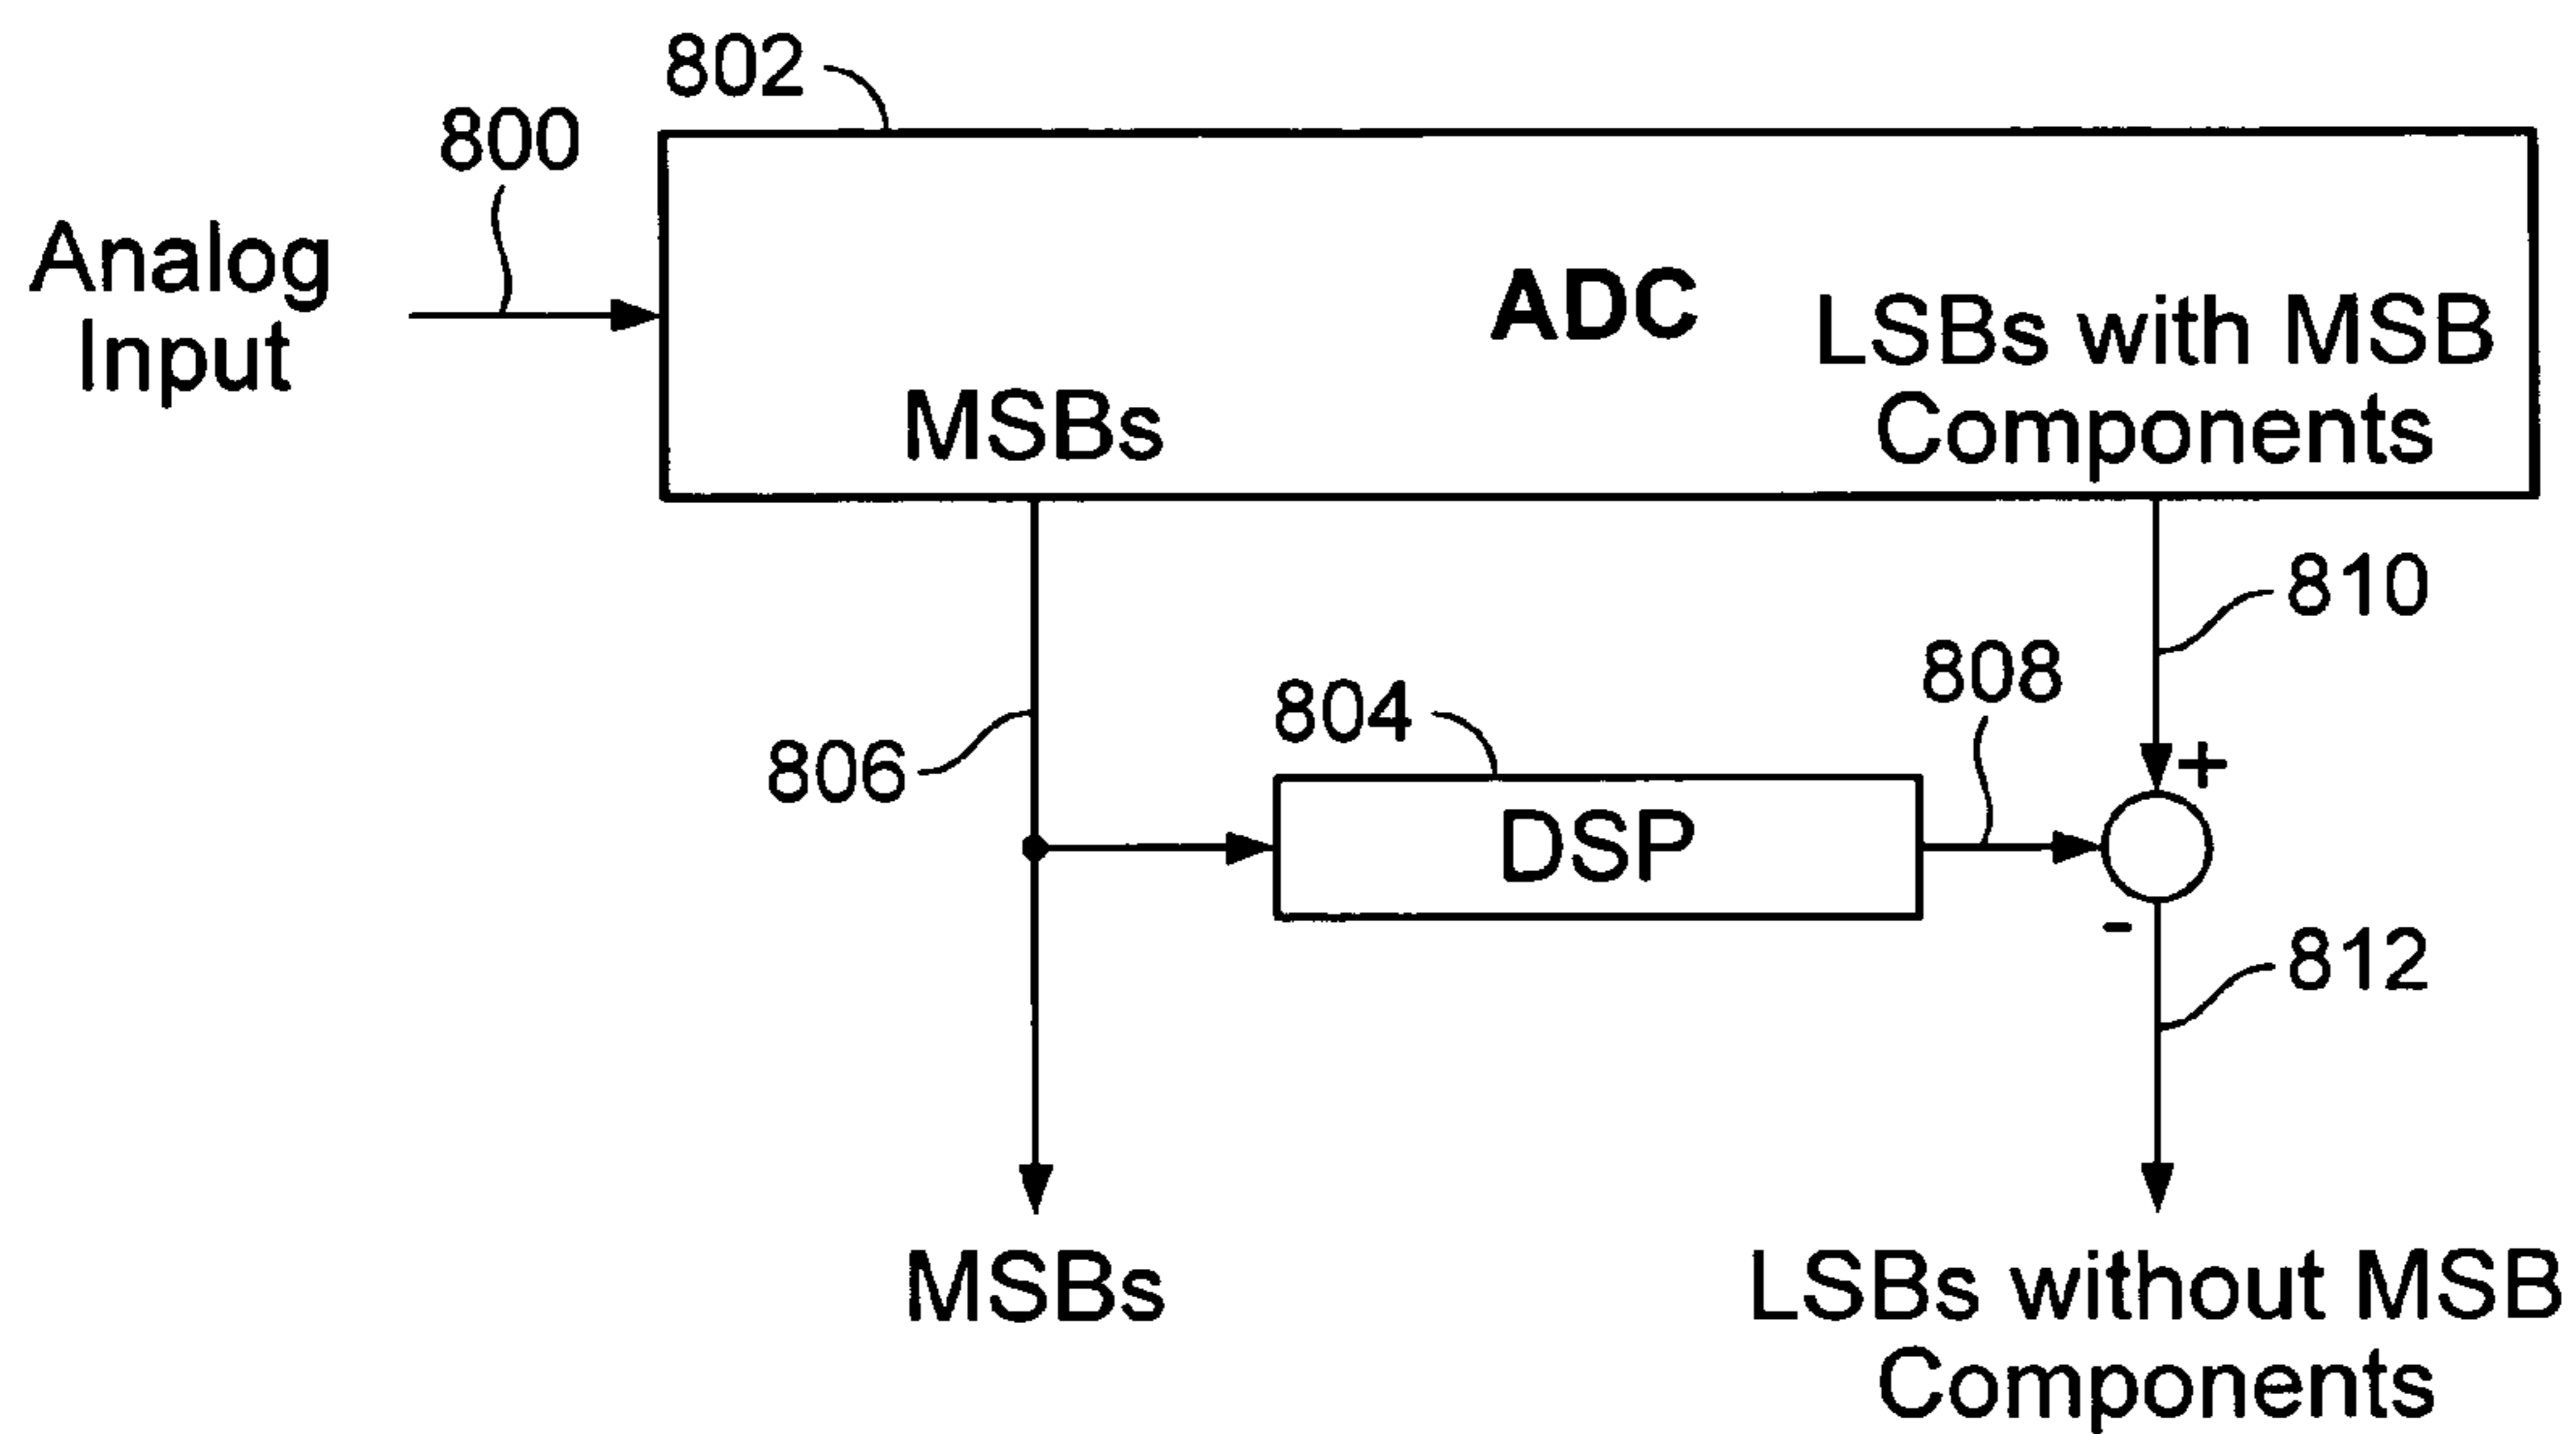 802
800
Analog
Input
ADC
LSBs with MSB
Components
MSBs
810
808
804
806
DSP
+
-
812
MSBs
LSBs without MSB
Components